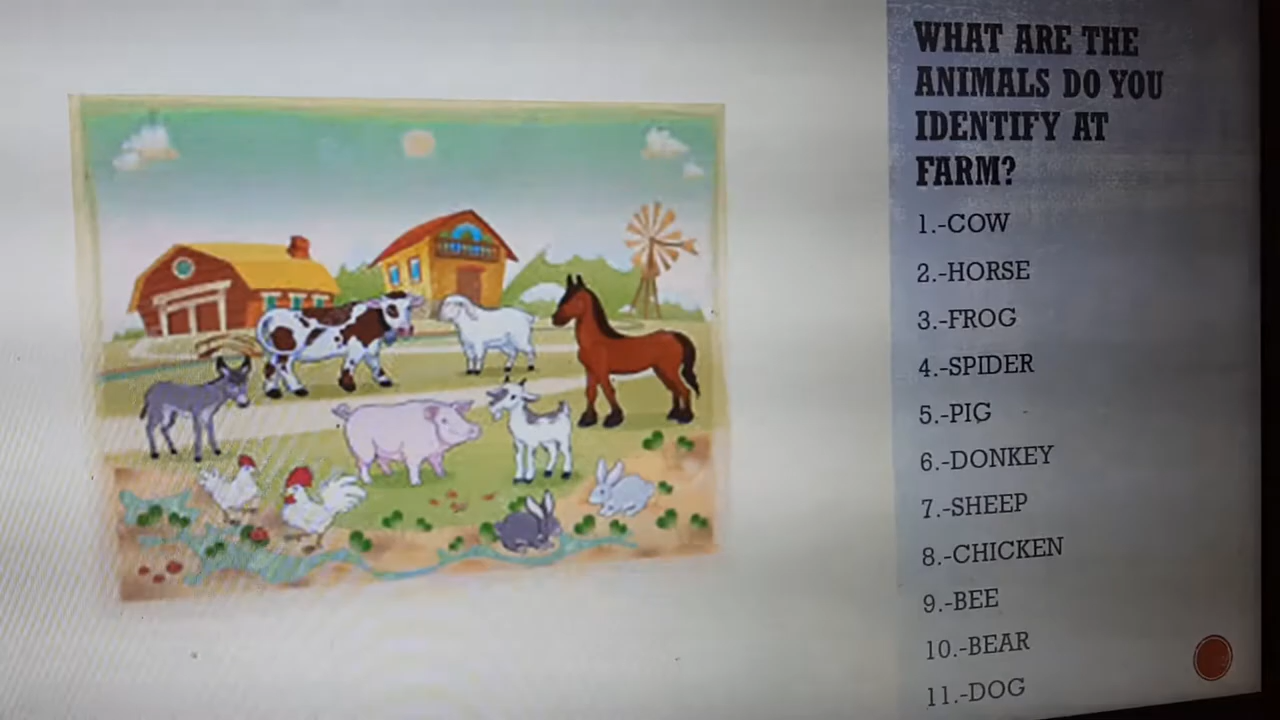 WHAT ARE THE
ANIMALS DO YOU
IDENTIFY AT
FARM?
1.-COW
2.-HORSE
3.-FROG
4.-SPIDER
5.-PIG
6.-DONKEY
7.-SHEEP
8.-CHICKEN
9.-BEE
10.-BEAR
11.-DOG